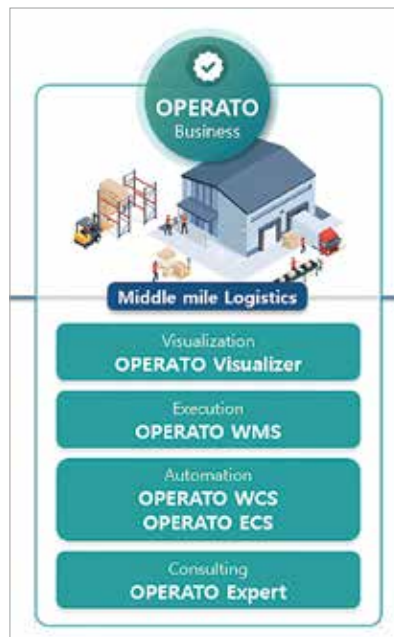 OPERATO
Business
Middle mile Logistics
Visualization
OPERATO Visualizer
Execution
OPERATO WMS
Automation
OPERATO WCS
OPERATO ECS
Consulting
OPERATO Expert